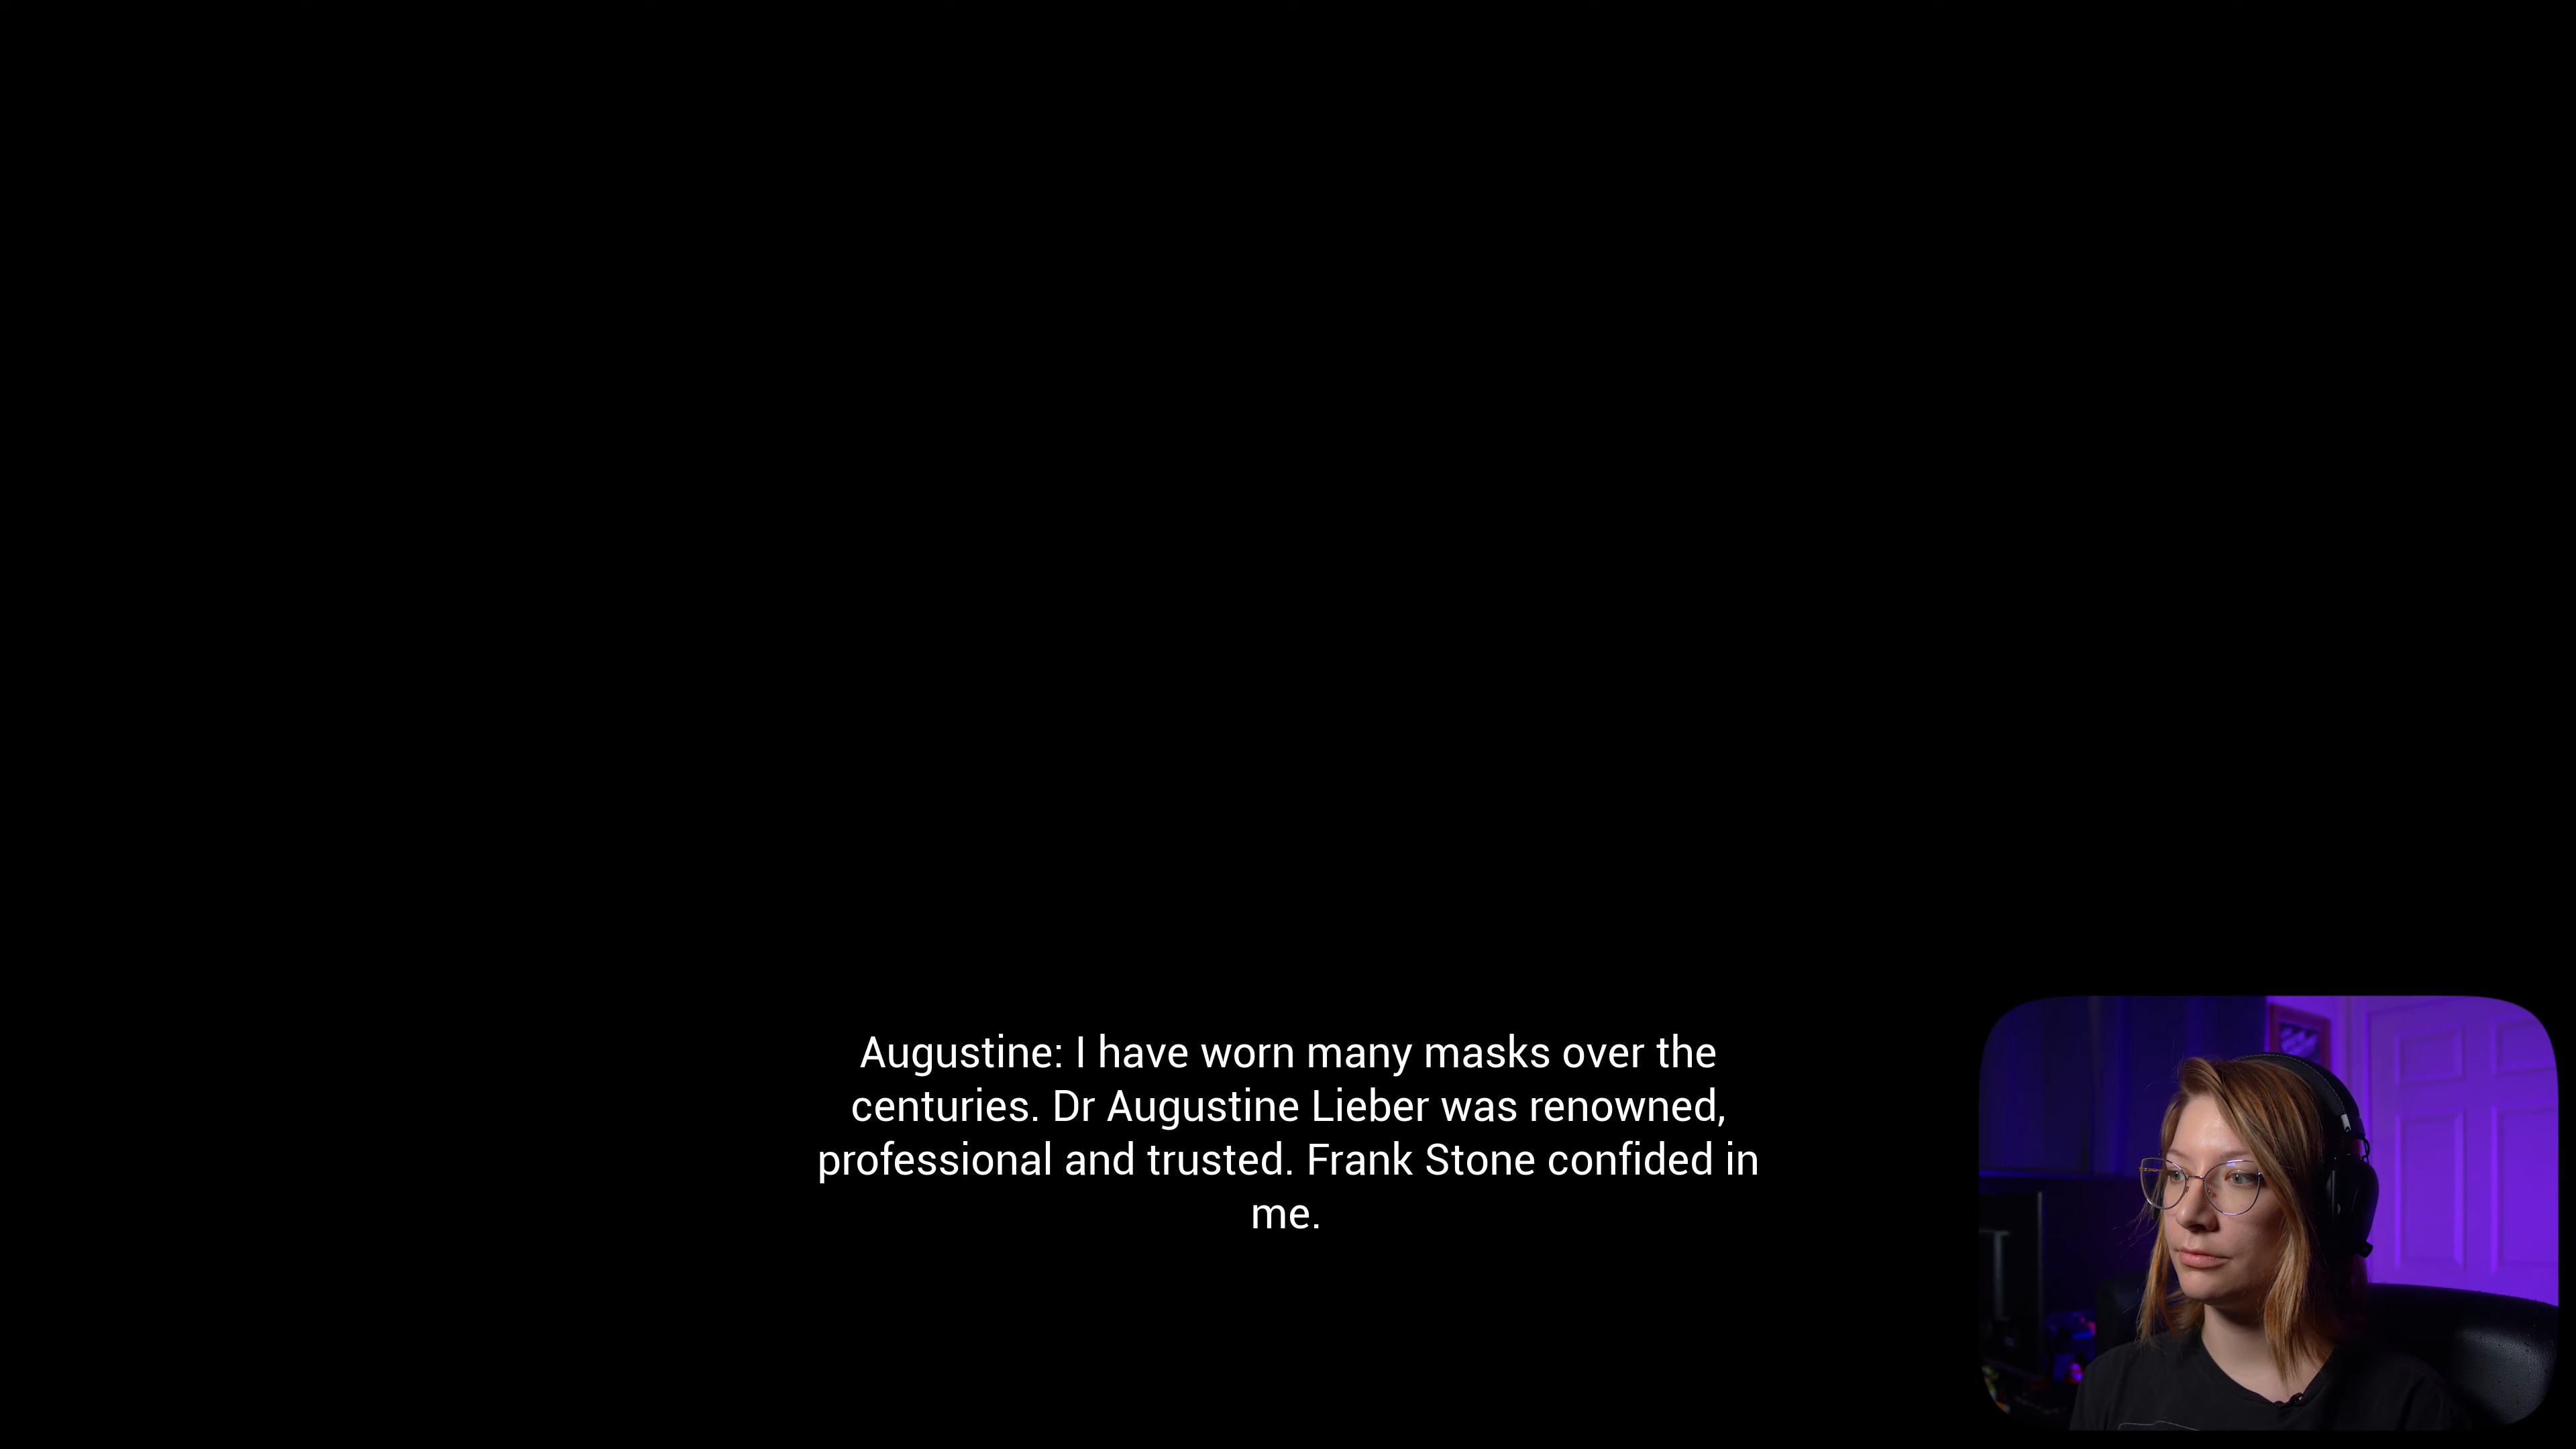 Augustine: I have worn many masks over the
centuries. Dr Augustine Lieber was renowned,
professional and trusted. Frank Stone confided in
me.